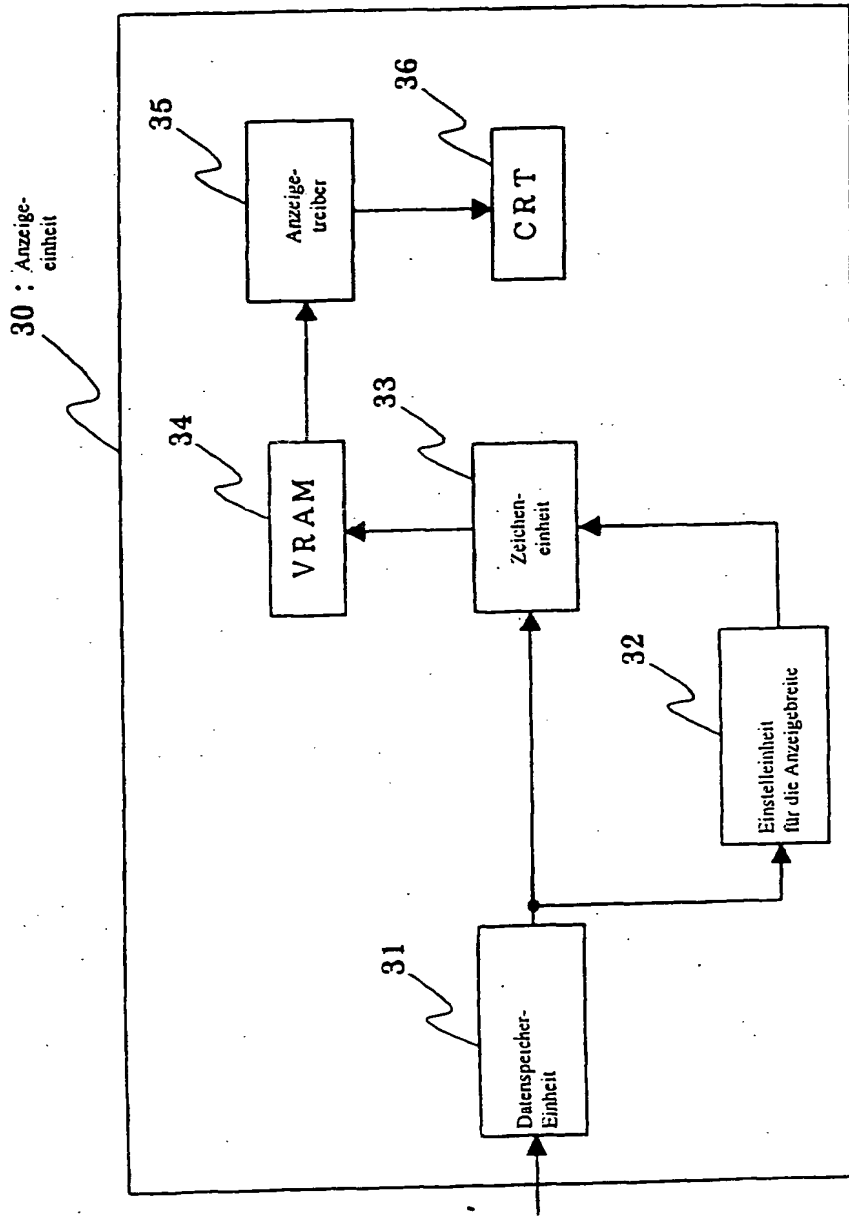 30 : Anzeige-
einheit
31
Datenspeicher-
Einheit
32
Einstelleinheit
für die Anzeigebreite
33
Zeichen-
einheit
34
VRAM
35
Anzeige-
treiber
36
CRT